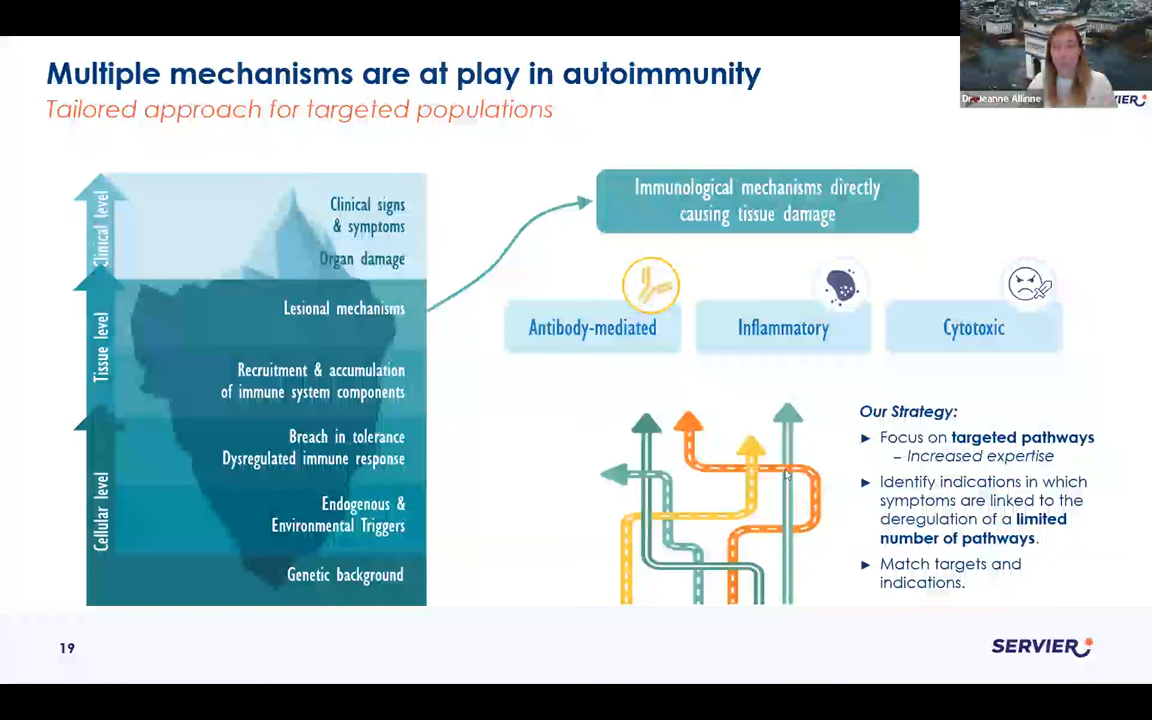 Multiple mechanisms are at play in autoimmunity
Tailored approach for targeted populations
Dr. Jeanne Allinne
IER
Clinical level
Tissue level
Cellular level
Clinical signs
& symptoms
Organ damage
Lesional mechanisms
Recruitment & accumulation
of immune system components
Breach in tolerance
Dysregulated immune response
Endogenous &
Environmental Triggers
Genetic background
Immunological mechanisms directly
causing tissue damage
Antibody-mediated
Inflammatory
Cytotoxic
Our Strategy:
► Focus on targeted pathways
– Increased expertise
► Identify indications in which
symptoms are linked to the
deregulation of a limited
number of pathways.
► Match targets and
indications.
19
SERVIER